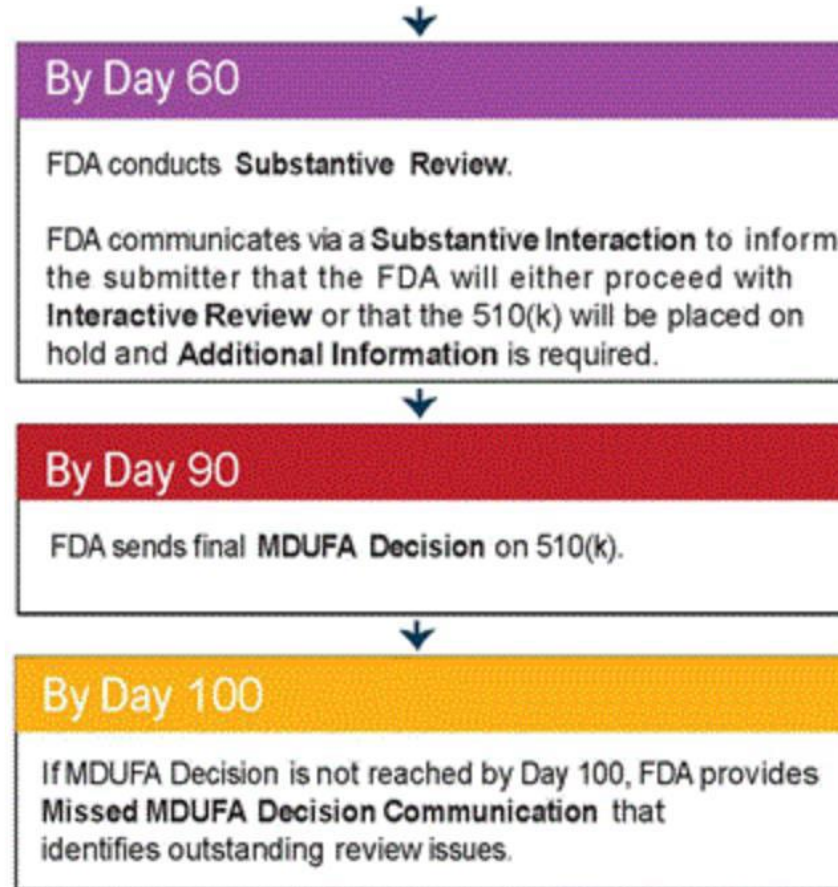 By Day 60
FDA conducts Substantive Review.
FDA communicates via a Substantive Interaction to inform
the submitter that the FDA will either proceed with
Interactive Review or that the 510(k) will be placed on
hold and Additional Information is required.
By Day 90
FDA sends final MDUFA Decision on 510(k).
By Day 100
If MDUFA Decision is not reached by Day 100, FDA provides
Missed MDUFA Decision Communication that
identifies outstanding review issues.